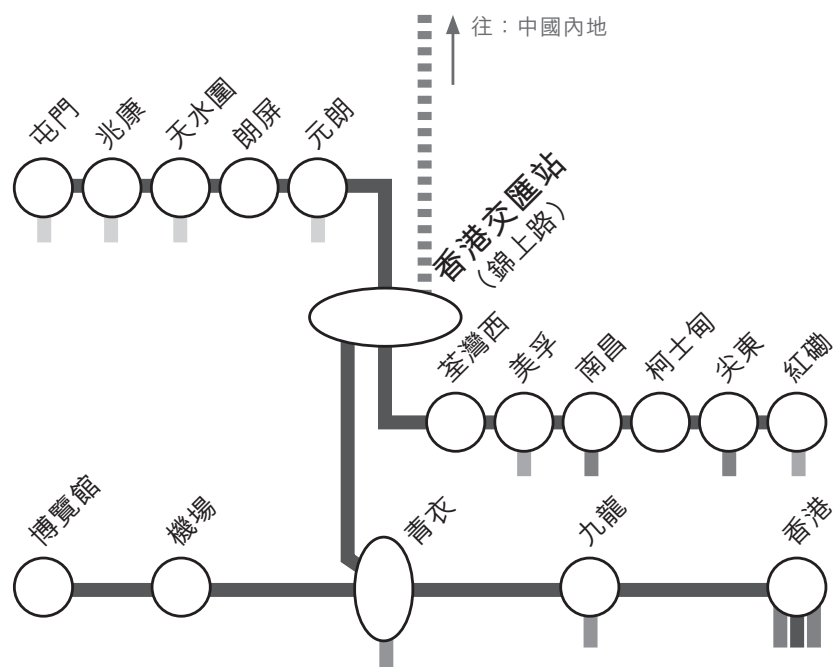 往：中國內地
屯門
兆康
天水圍
朗屏
元朗
香港交匯站
（錦上路）
荃灣西
美孚
南昌
柯士甸
尖東
紅磡
博覽館
機場
青衣
九龍
香港